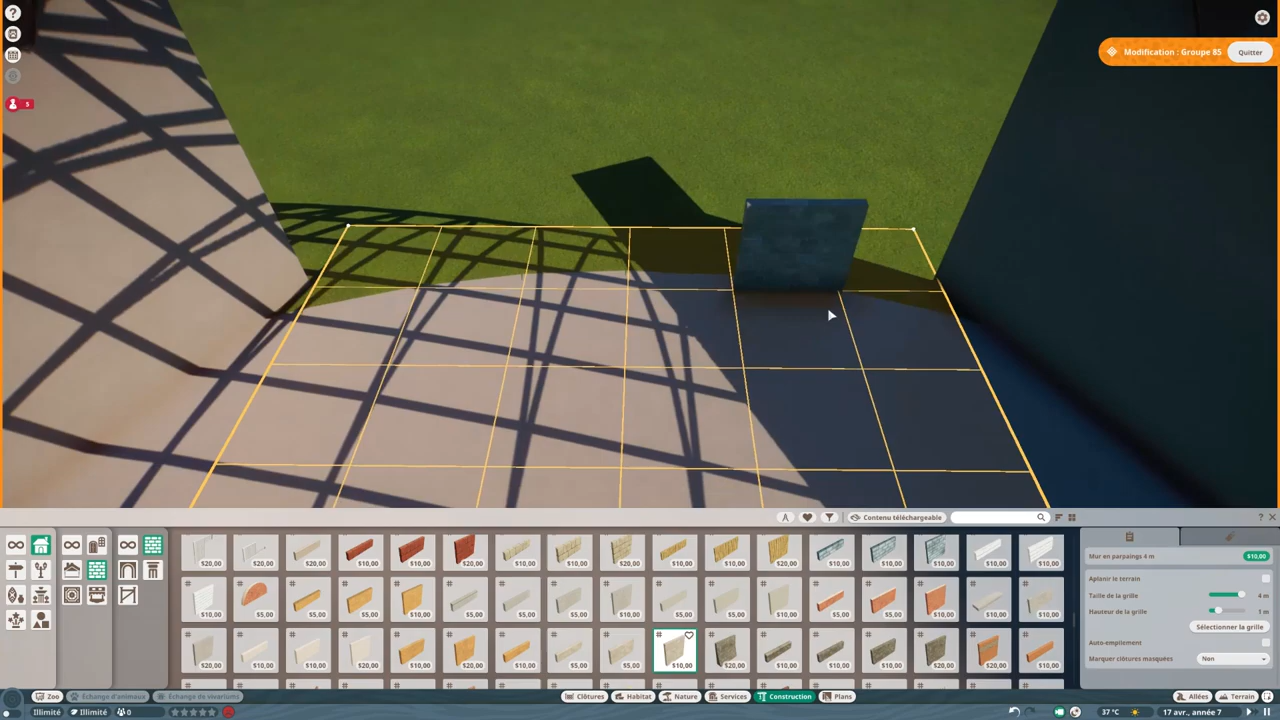 ?
5
Modification : Groupe 85
Quitter
A
Contenu téléchargeable
?
$20,00
$20,00
$20,00
$10,00
$10,00
$20,00
$10,00
$10,00
$20,00
$10,00
$10,00
$20,00
$10,00
$10,00
$20,00
$10,00
$10,00
$10,00
$5,00
$5,00
$10,00
$10,00
$5,00
$5,00
$10,00
$10,00
$5,00
$5,00
$10,00
$5,00
$5,00
$10,00
$5,00
$10,00
$20,00
$10,00
$10,00
$20,00
$20,00
$20,00
$10,00
$5,00
$5,00
$10,00
$20,00
$10,00
$10,00
$10,00
$20,00
$20,00
$10,00
Mur en parpaings 4 m
$10,00
Aplanir le terrain
Taille de la grille
4 m
Hauteur de la grille
1 m
Sélectionner la grille
Auto-empilement
Marquer clôtures masquées
Non
Zoo
Échange d'animaux
Échange de vivariums
Clôtures
Habitat
Nature
Services
Construction
Plans
Allées
Terrain
Illimité
Illimité
0
37 °C
17 avr., année 7